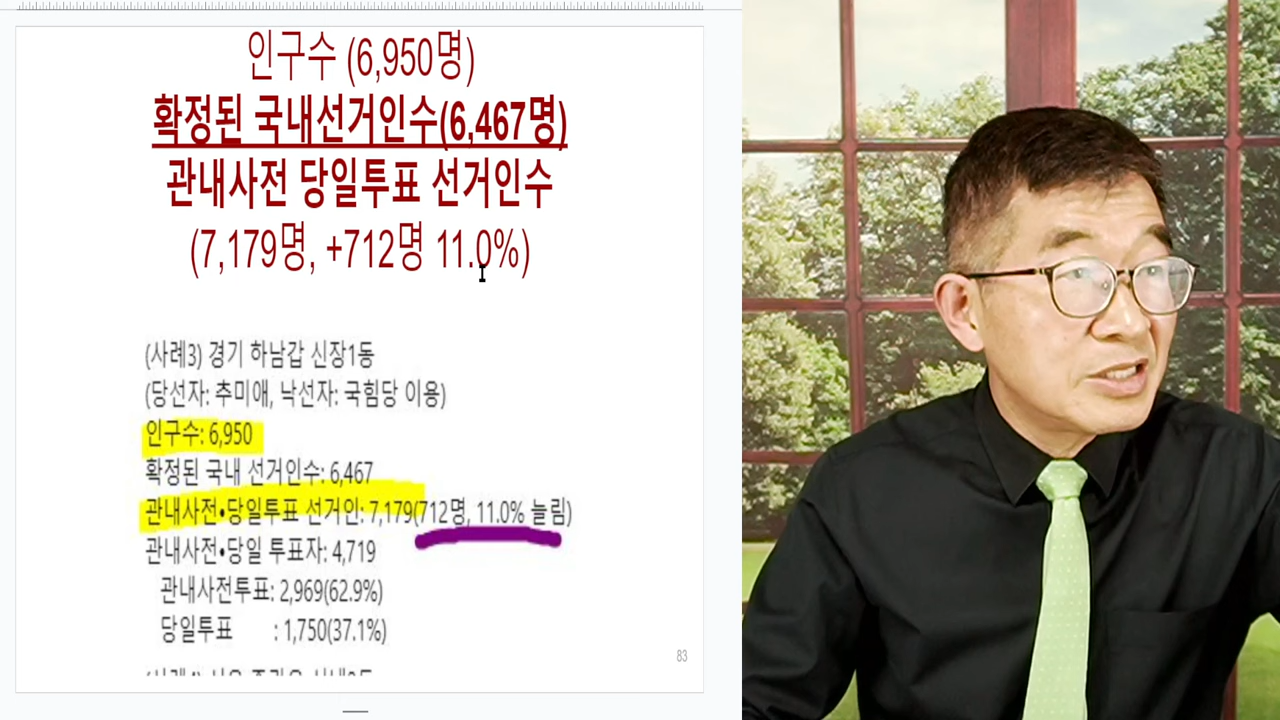 인구수 (6,950명)
확정된 국내선거인수(6,467명)
관내사전 당일투표 선거인수
(7,179명, +712명 11.0%)
(사례3) 경기 하남갑 신장1동
(당선자: 추미애, 낙선자: 국힘당 이용)
인구수: 6,950
확정된 국내 선거인수: 6,467
관내사전•당일투표 선거인: 7,179(712명, 11.0% 늘림)
관내사전•당일 투표자: 4,719
관내사전투표: 2,969(62.9%)
당일투표 : 1,750(37.1%)
83